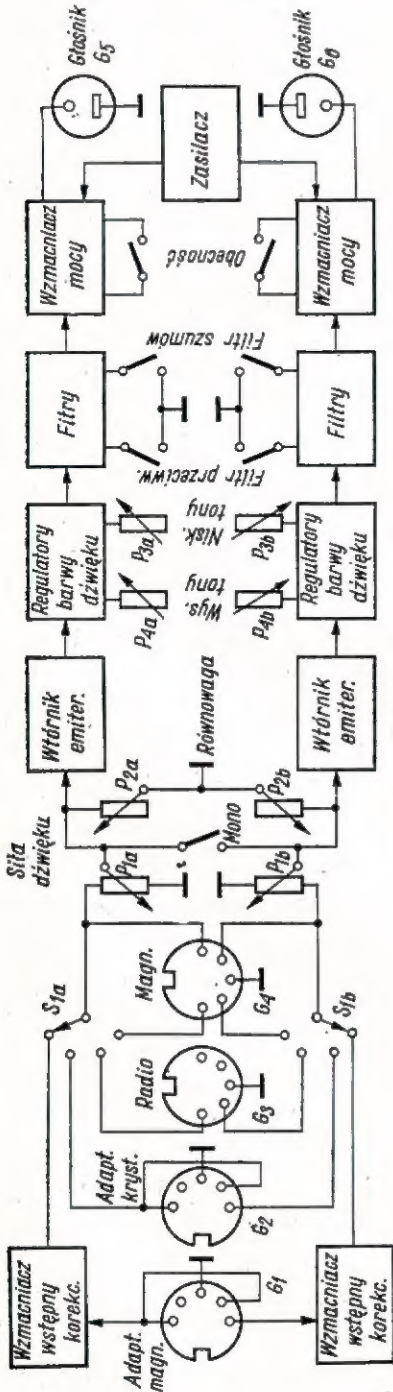 Wzmacniacz
wstępny
korekc.
Adapt.
magn.
G1
Wzmacniacz
wstępny
korekc.
Adapt.
kryst.
G2
Radio
G3
Magn.
G4
S1a
S1b
Siła
dźwięku
P1a
P1b
Mono
P2a
P2b
Równowaga
Wtórnik
emiter.
Wtórnik
emiter.
Regulatory
barwy
dźwięku
P4a
P3a
Wys.
tony
Nisk.
tony
P4b
P3b
Regulatory
barwy
dźwięku
Filtry
Filtr przeciww.
Filtr szumów
Filtry
Wzmacniacz
mocy
Obecność
Wzmacniacz
mocy
Zasilacz
Głośnik
G5
Głośnik
G6